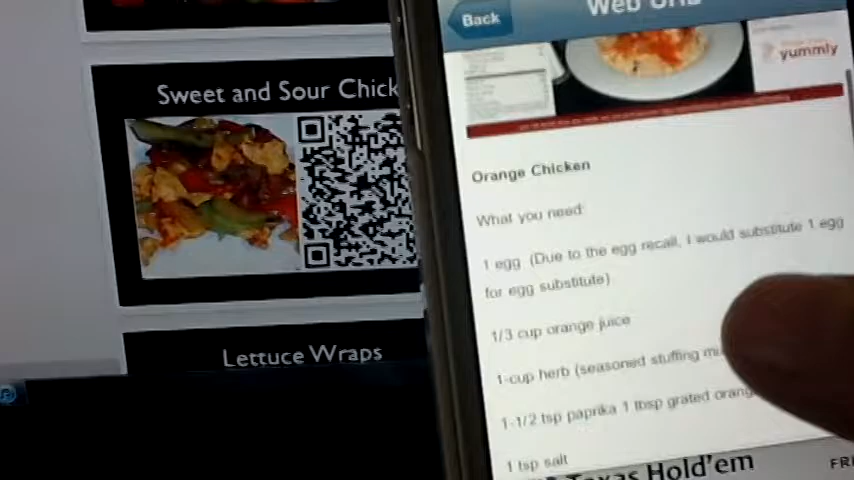 Back
Web
yummly
Sweet and Sour Chick
Orange Chicken
What you need:
1 egg (Due to the egg recall, I would substitute 1 egg
for egg substitute)
1/3 cup orange juice
1-cup herb (seasoned stuffing
1-1/2 tsp paprika 1 tbsp grated orang
1 tsp salt
Lettuce Wraps
Texas Hold'em
FR